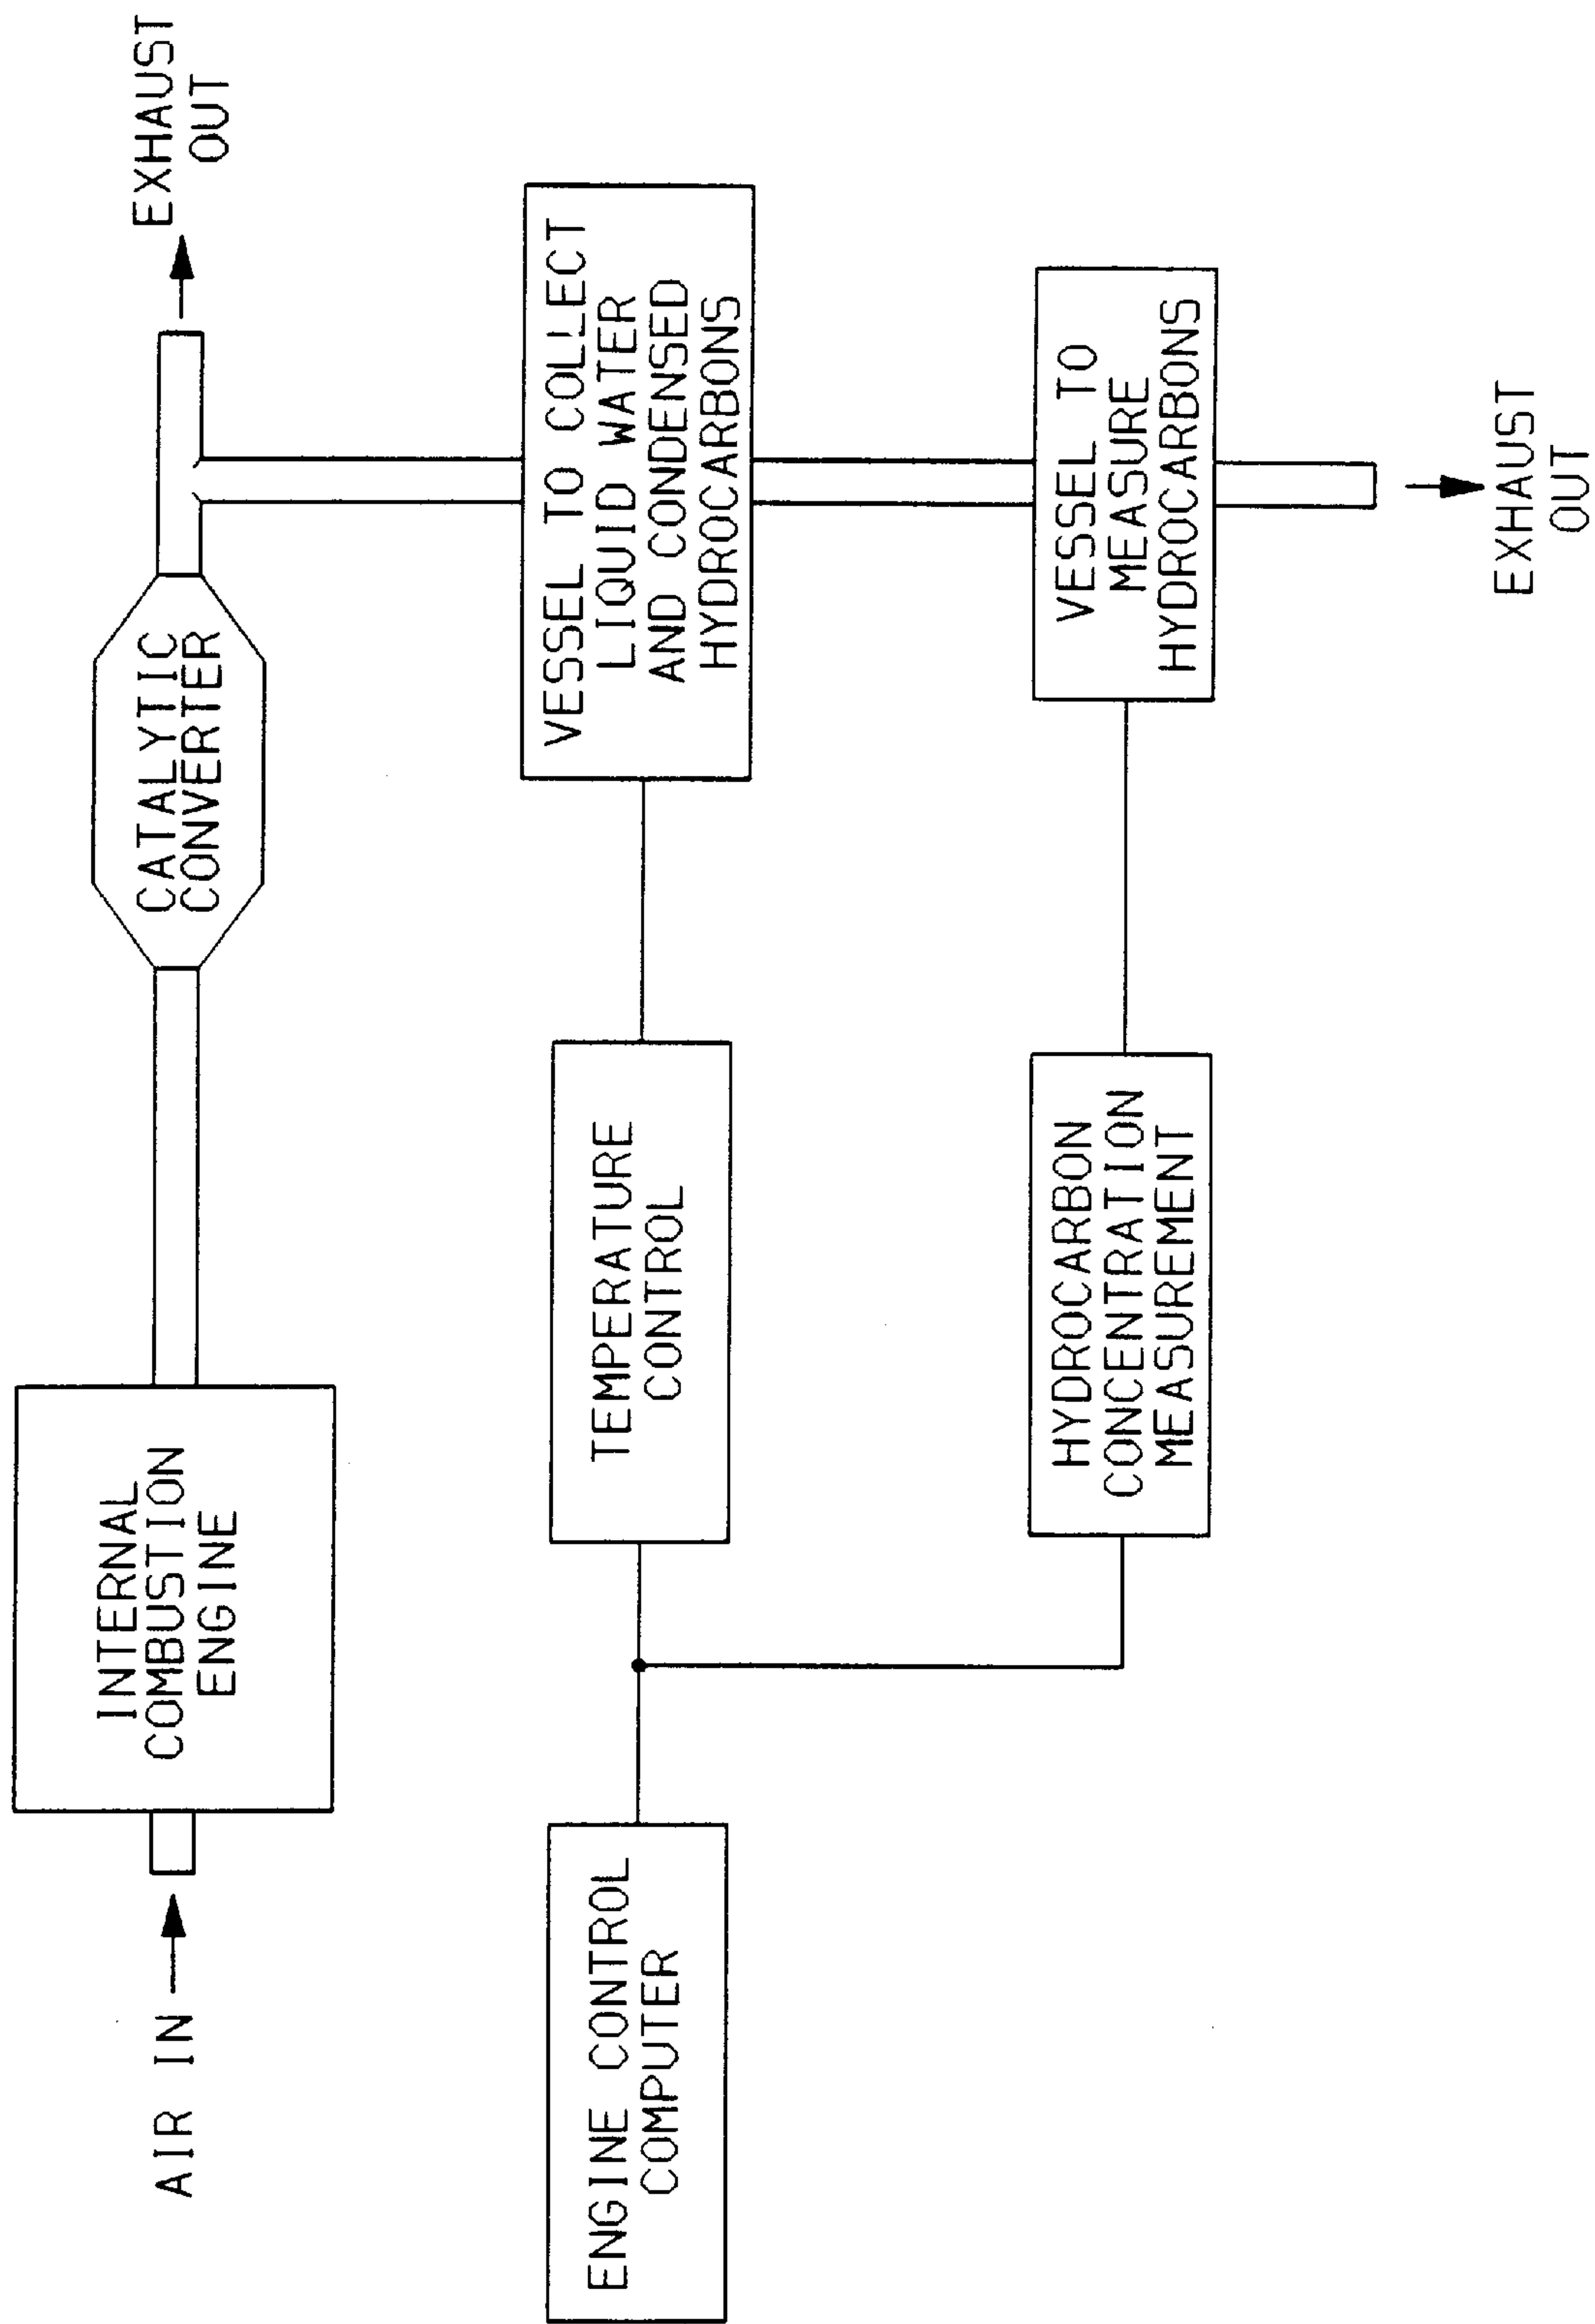 AIR IN
INTERNAL
COMBUSTION
ENGINE
CATALYTIC
CONVERTER
EXHAUST
OUT
ENGINE CONTROL
COMPUTER
TEMPERATURE
CONTROL
VESSEL TO COLLECT
LIQUID WATER
AND CONDENSED
HYDROCARBONS
HYDROCARBON
CONCENTRATION
MEASUREMENT
VESSEL TO
MEASURE
HYDROCARBONS
EXHAUST
OUT